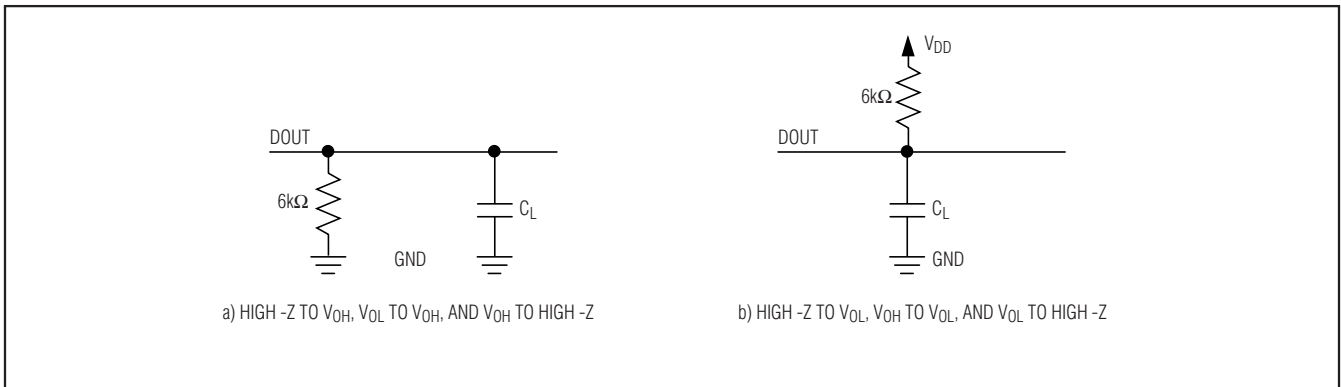 DOUT
6kΩ
C_L
GND
a) HIGH -Z TO V_OH, V_OL TO V_OH, AND V_OH TO HIGH -Z
V_DD
6kΩ
DOUT
C_L
GND
b) HIGH -Z TO V_OL, V_OH TO V_OL, AND V_OL TO HIGH -Z